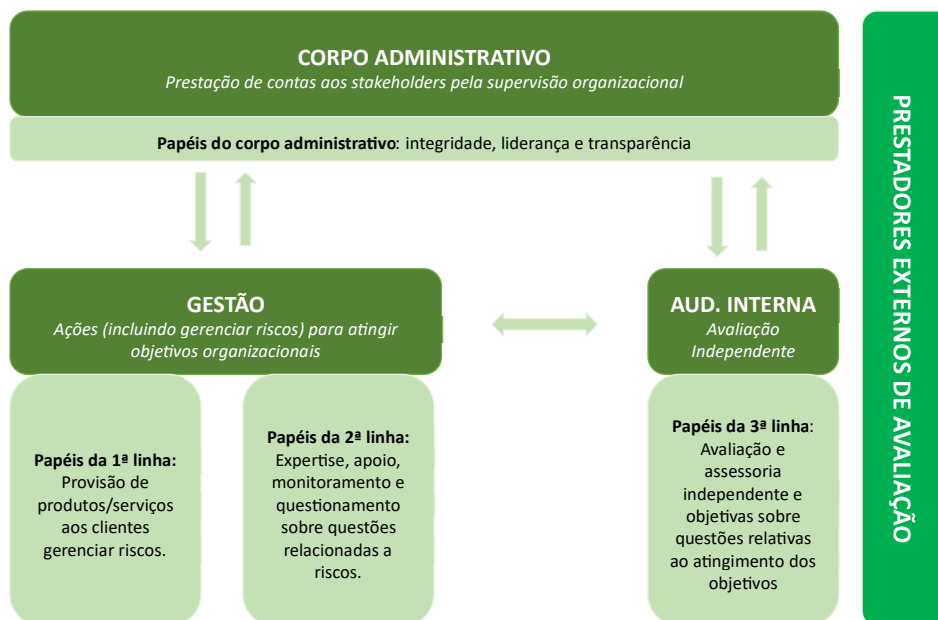 CORPO ADMINISTRATIVO
Prestação de contas aos stakeholders pela supervisão organizacional
Papéis do corpo administrativo: integridade, liderança e transparência
GESTÃO
Ações (incluindo gerenciar riscos) para atingir
objetivos organizacionais
AUD. INTERNA
Avaliação
Independente
Papéis da 1ª linha:
Provisão de
produtos/serviços
aos clientes
gerenciar riscos.
Papéis da 2ª linha:
Expertise, apoio,
monitoramento e
questionamento
sobre questões
relacionadas a
riscos.
Papéis da 3ª linha:
Avaliação e
assessoria
independente e
objetivas sobre
questões relativas
ao atingimento dos
objetivos
PRESTADORES EXTERNOS DE AVALIAÇÃO